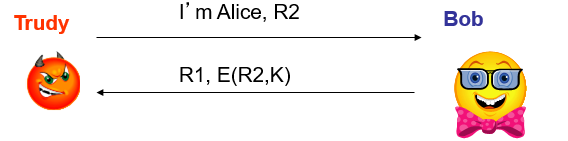 I’m Alice, R2
Trudy
Bob
R1, E(R2,K)